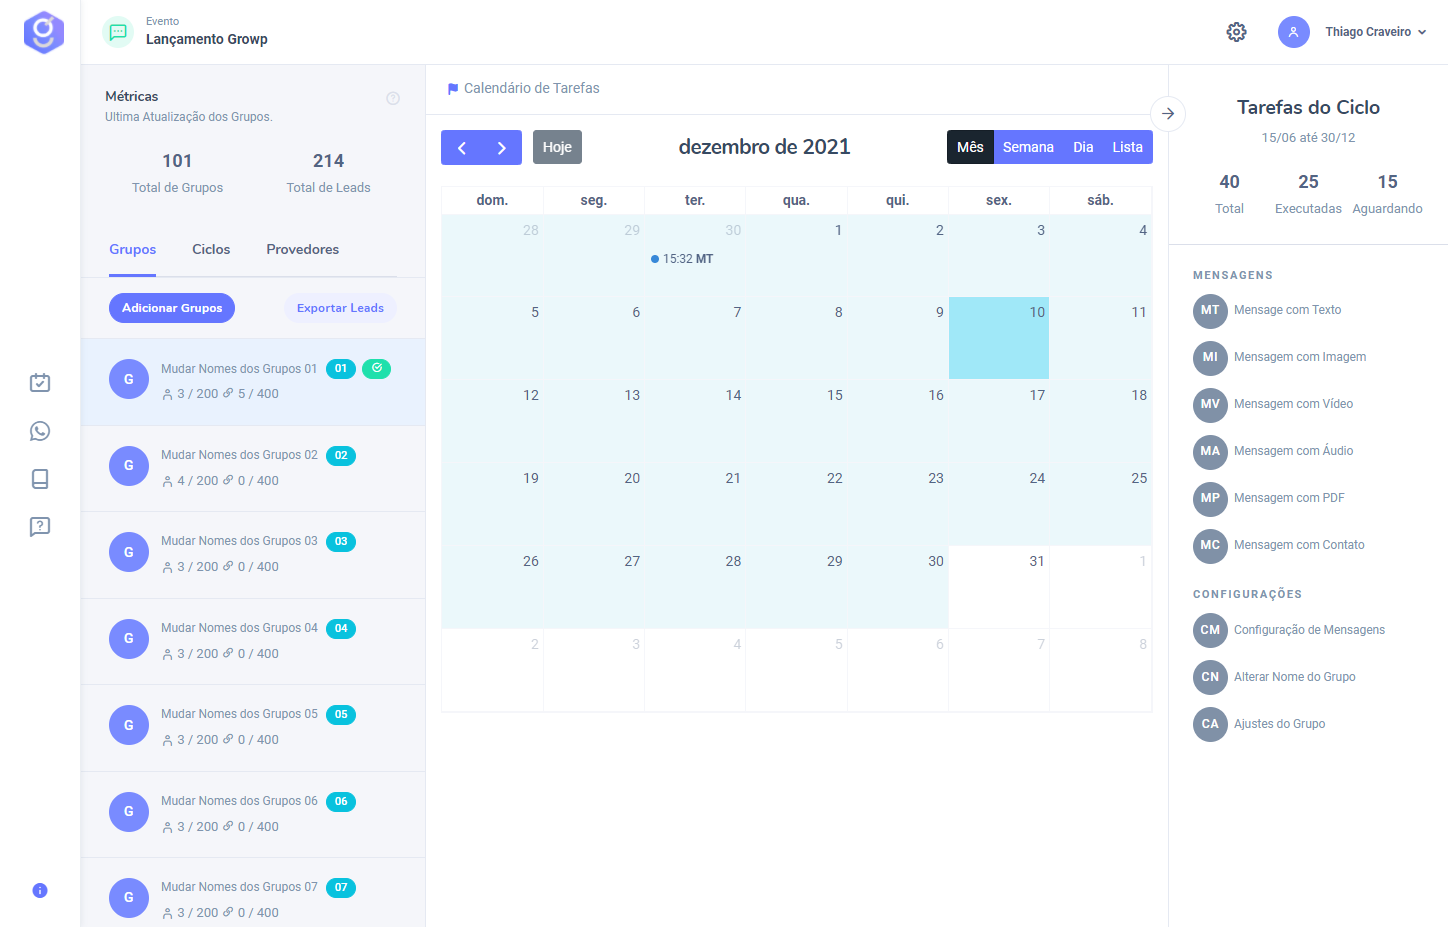 Evento
Lançamento Growp
Thiago Craveiro
Métricas
Ultima Atualização dos Grupos.
101 214
Total de Grupos Total de Leads
Grupos Ciclos Provedores
Adicionar Grupos Exportar Leads
G Mudar Nomes dos Grupos 01 01
3 / 200 5 / 400
G Mudar Nomes dos Grupos 02 02
4 / 200 0 / 400
G Mudar Nomes dos Grupos 03 03
3 / 200 0 / 400
G Mudar Nomes dos Grupos 04 04
3 / 200 0 / 400
G Mudar Nomes dos Grupos 05 05
3 / 200 0 / 400
G Mudar Nomes dos Grupos 06 06
3 / 200 0 / 400
G Mudar Nomes dos Grupos 07 07
3 / 200 0 / 400
Calendário de Tarefas
Hoje dezembro de 2021 Mês Semana Dia Lista
dom. seg. ter. qua. qui. sex. sáb.
28 29 30 1 2 3 4
15:32 MT
5 6 7 8 9 10 11
12 13 14 15 16 17 18
19 20 21 22 23 24 25
26 27 28 29 30 31 1
2 3 4 5 6 7 8
Tarefas do Ciclo
15/06 até 30/12
40 25 15
Total Executadas Aguardando
MENSAGENS
MT Mensage com Texto
MI Mensagem com Imagem
MV Mensagem com Vídeo
MA Mensagem com Áudio
MP Mensagem com PDF
MC Mensagem com Contato
CONFIGURAÇÕES
CM Configuração de Mensagens
CN Alterar Nome do Grupo
CA Ajustes do Grupo